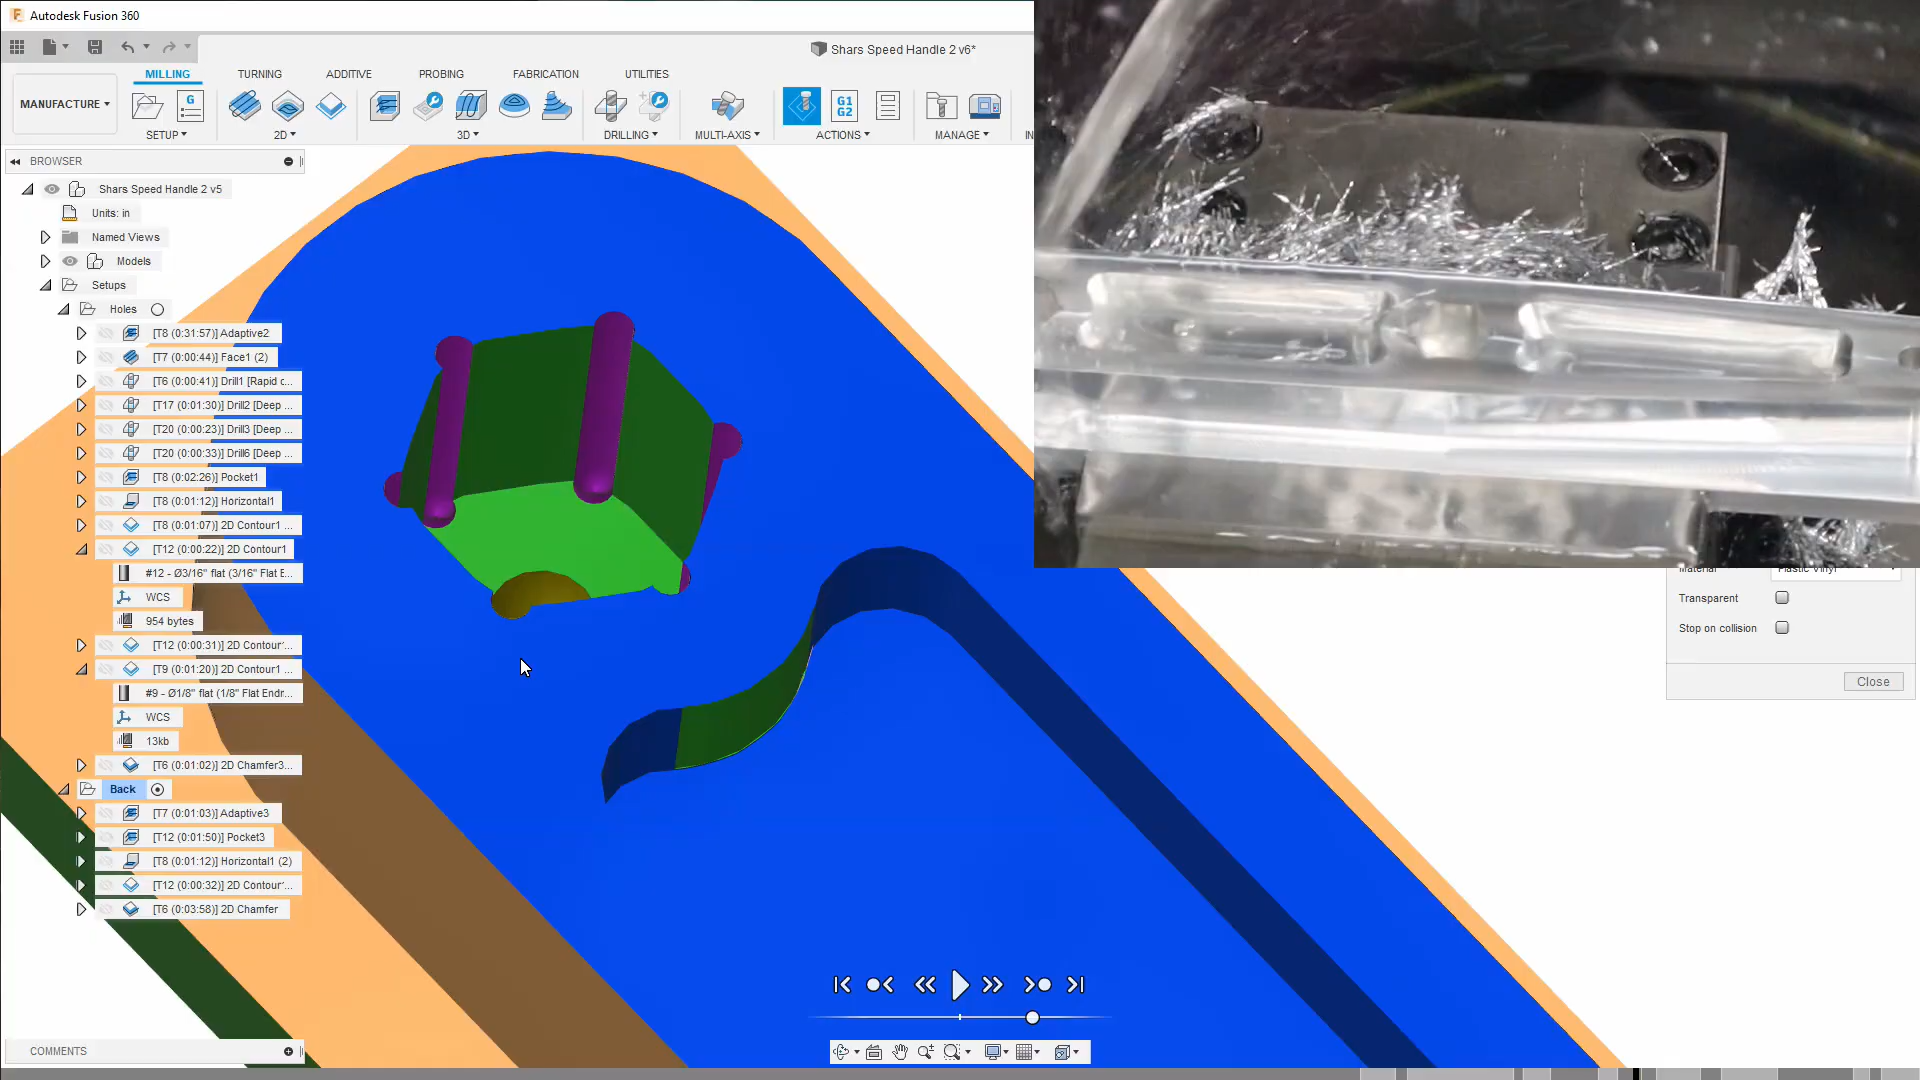 Autodesk Fusion 360
Shars Speed Handle 2 v6*
MILLING
TURNING
ADDITIVE
PROBING
FABRICATION
UTILITIES
MANUFACTURE
G
G1
G2
SETUP
2D
3D
DRILLING
MULTI-AXIS
ACTIONS
MANAGE
BROWSER
Shars Speed Handle 2 v5
Units: in
Named Views
Models
Setups
Holes
[T8 (0:31:57)] Adaptive2
[T7 (0:00:44)] Face1 (2)
[T6 (0:00:41)] Drill1 [Rapid c...
[T17 (0:01:30)] Drill2 [Deep ...
[T20 (0:00:23)] Drill3 [Deep ...
[T20 (0:00:33)] Drill6 [Deep ...
[T8 (0:02:26)] Pocket1
[T8 (0:01:12)] Horizontal1
[T8 (0:01:07)] 2D Contour1 ...
[T12 (0:00:22)] 2D Contour1
#12 - Ø3/16" flat (3/16" Flat E...
WCS
954 bytes
[T12 (0:00:31)] 2D Contour'...
[T9 (0:01:20)] 2D Contour1 ...
#9 - Ø1/8" flat (1/8" Flat Endr...
WCS
13kb
[T6 (0:01:02)] 2D Chamfer3...
Back
[T7 (0:01:03)] Adaptive3
[T12 (0:01:50)] Pocket3
[T8 (0:01:12)] Horizontal1 (2)
[T12 (0:00:32)] 2D Contour'...
[T6 (0:03:58)] 2D Chamfer
Material
Plastic Vinyl
Transparent
Stop on collision
Close
COMMENTS